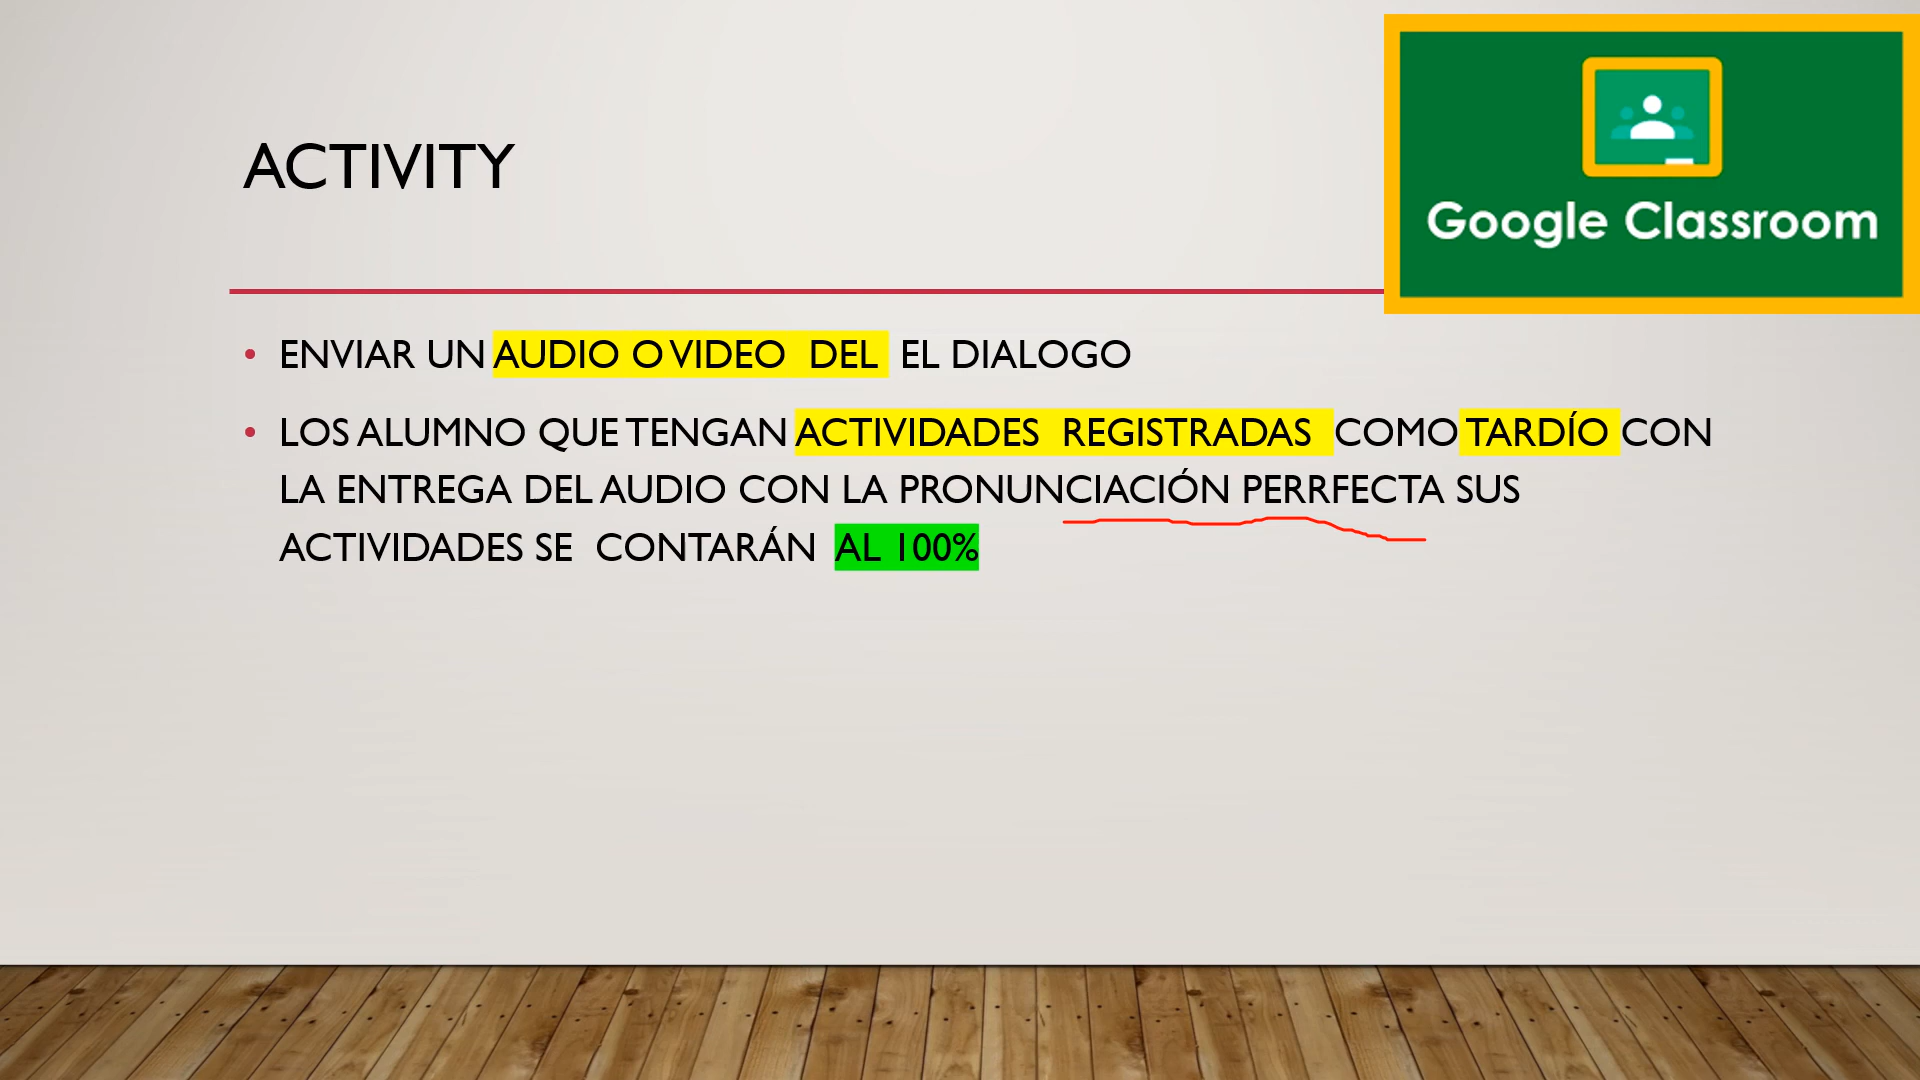 ACTIVITY
Google Classroom
• ENVIAR UN AUDIO O VIDEO DEL EL DIALOGO
• LOS ALUMNO QUE TENGAN ACTIVIDADES REGISTRADAS COMO TARDÍO CON
LA ENTREGA DEL AUDIO CON LA PRONUNCIACIÓN PERRFECTA SUS
ACTIVIDADES SE CONTARÁN AL 100%